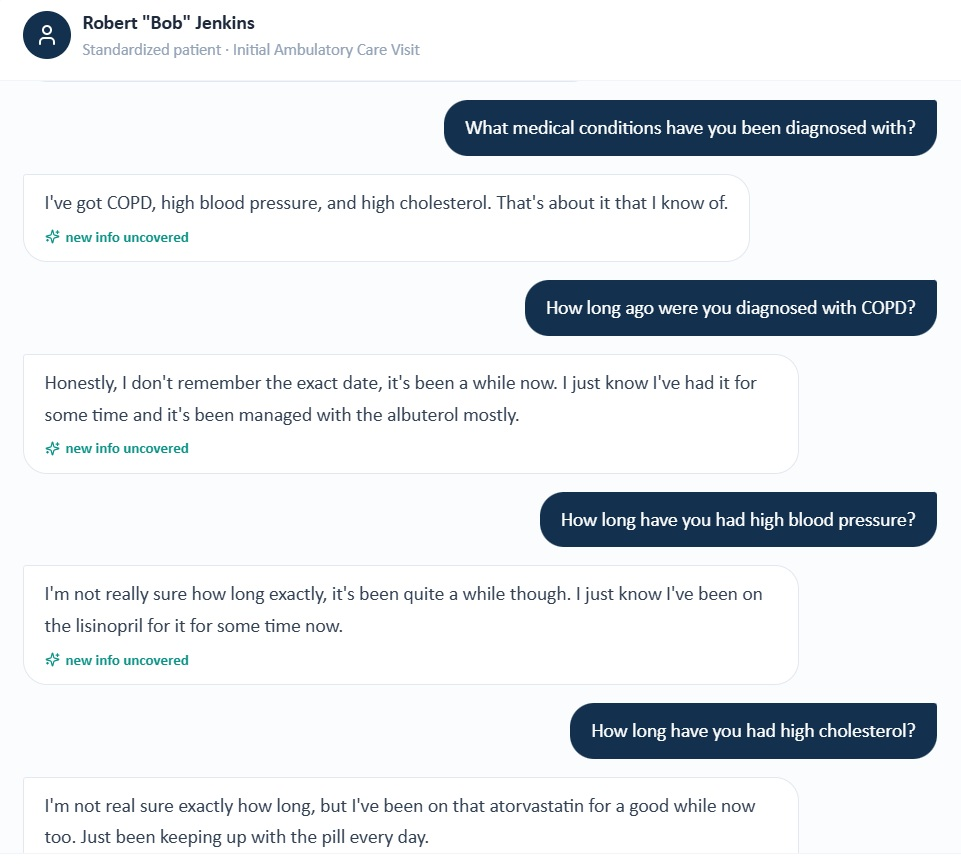 Robert "Bob" Jenkins
Standardized patient · Initial Ambulatory Care Visit
What medical conditions have you been diagnosed with?
I've got COPD, high blood pressure, and high cholesterol. That's about it that I know of.
new info uncovered
How long ago were you diagnosed with COPD?
Honestly, I don't remember the exact date, it's been a while now. I just know I've had it for
some time and it's been managed with the albuterol mostly.
new info uncovered
How long have you had high blood pressure?
I'm not really sure how long exactly, it's been quite a while though. I just know I've been on
the lisinopril for it for some time now.
new info uncovered
How long have you had high cholesterol?
I'm not real sure exactly how long, but I've been on that atorvastatin for a good while now
too. Just been keeping up with the pill every day.